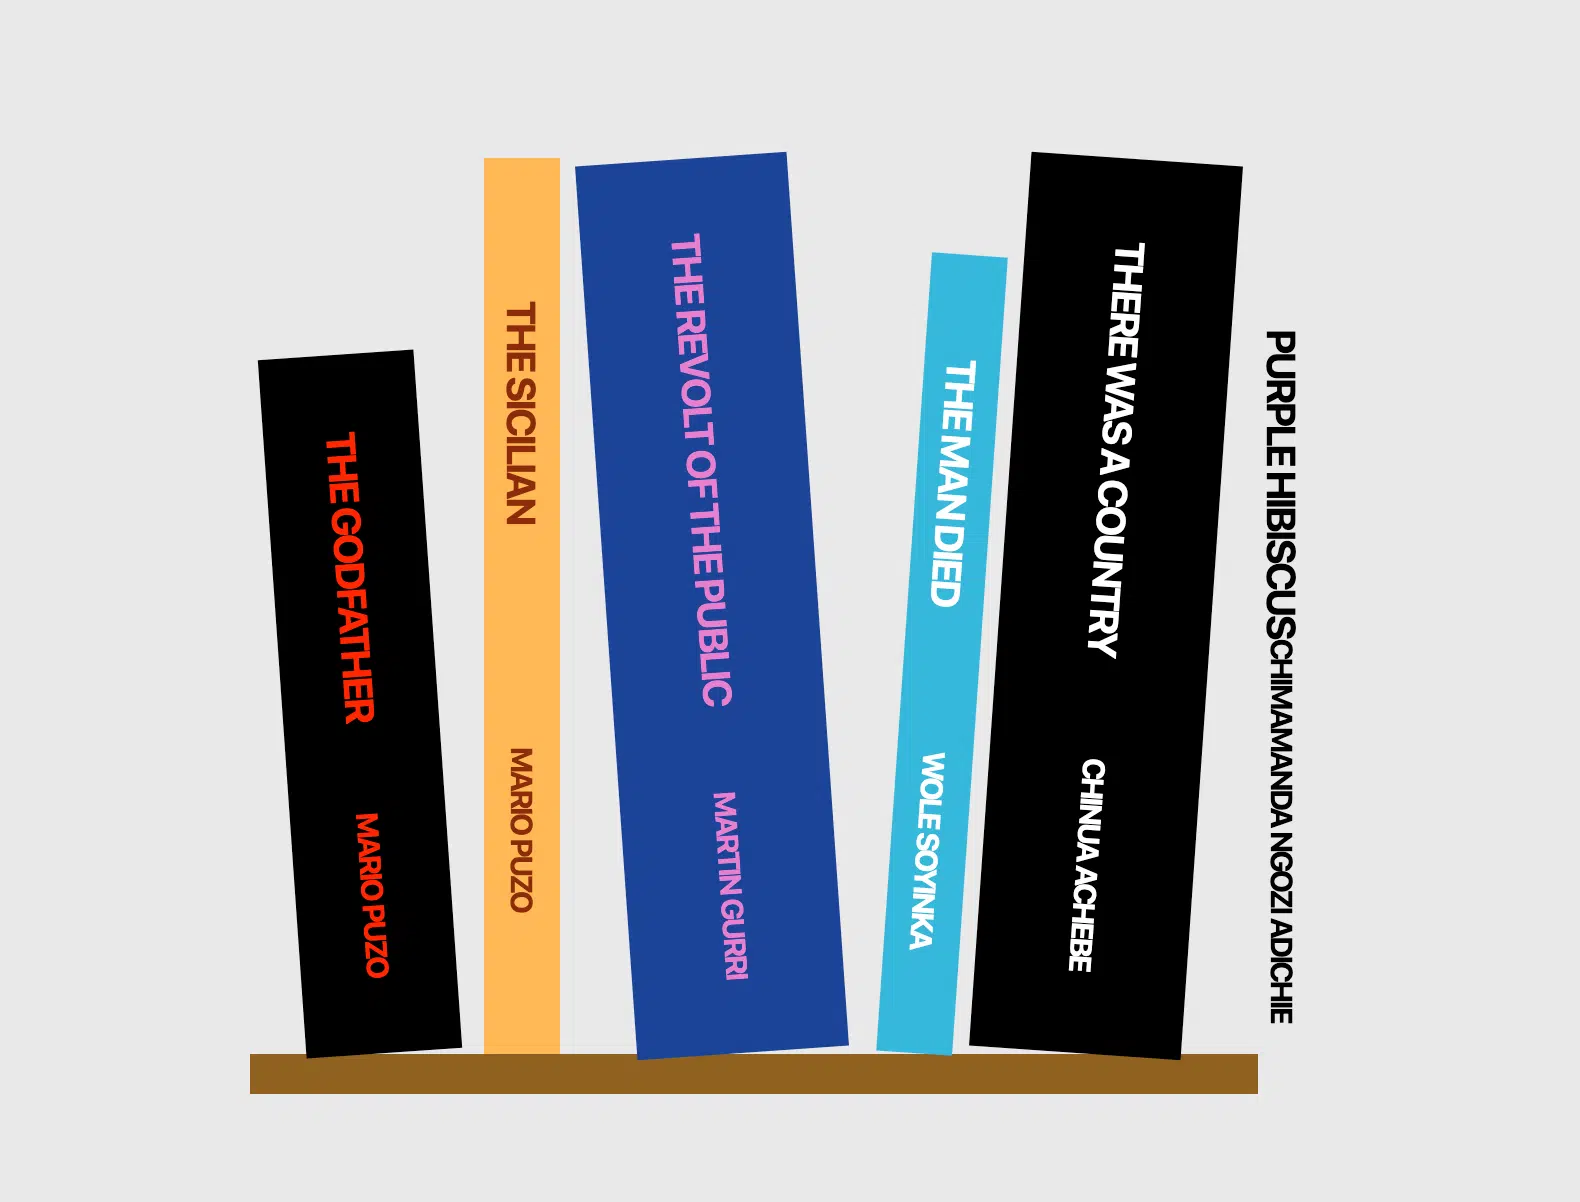 THE GODFATHER
MARIO PUZO
THE SICILIAN
MARIO PUZO
THE REVOLT OF THE PUBLIC
MARTIN GURRI
THE MAN DIED
WOLE SOYINKA
THERE WAS A COUNTRY
CHINUA ACHEBE
PURPLE HIBISCUS
CHIMAMANDA NGOZI ADICHIE